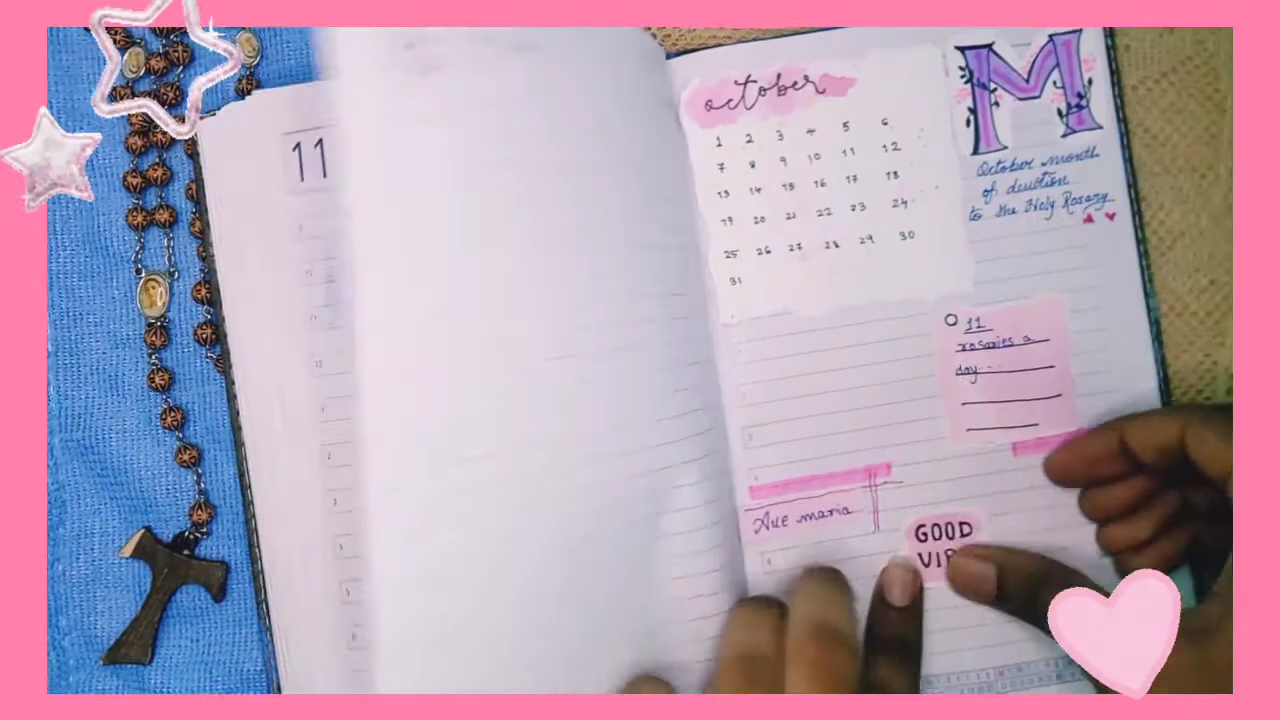 11
october
1 2 3 4 5 6
7 8 9 10 11 12
13 14 15 16 17 18
19 20 21 22 23 24
25 26 27 28 29 30
31
M
October month
of devotion
to the Holy Rosary
11
rosaries a
day...
Ave maria
GOOD